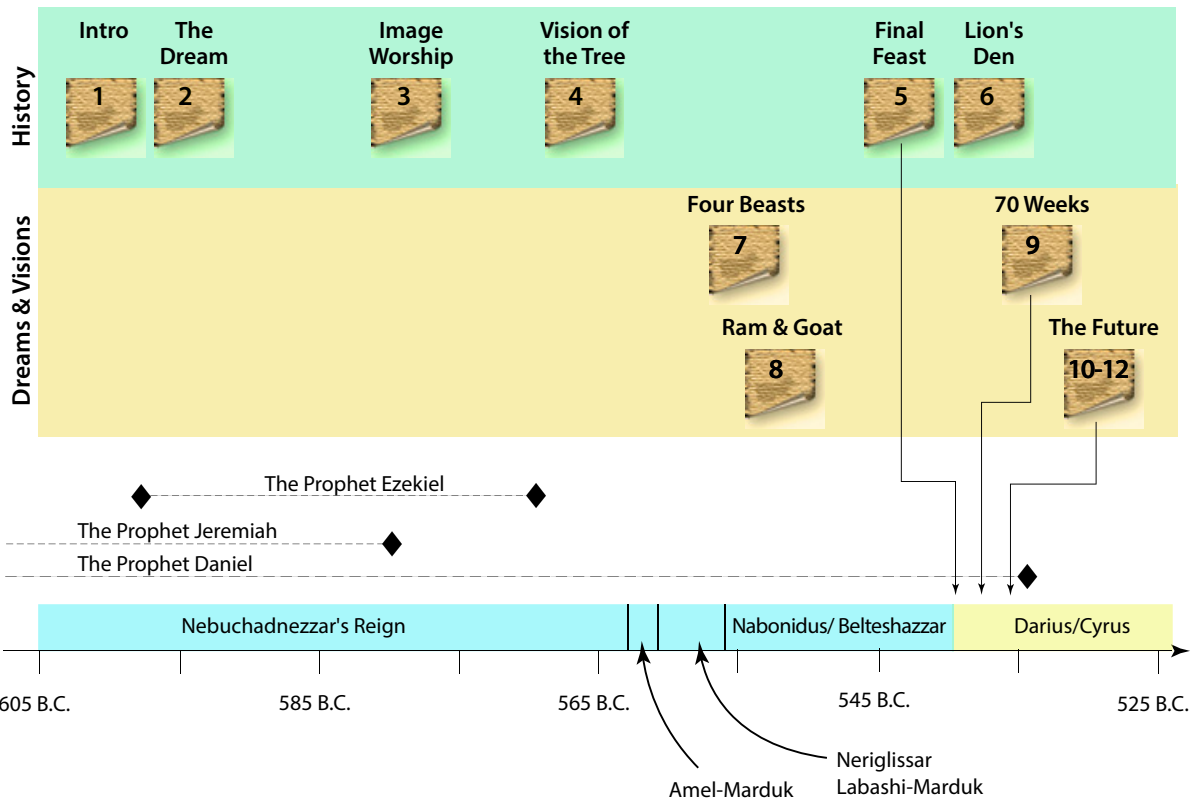 History
Intro
The
Dream
Image
Worship
Vision of
the Tree
Final
Feast
Lion's
Den
1
2
3
4
5
6
Dreams & Visions
Four Beasts
70 Weeks
7
9
Ram & Goat
The Future
8
10-12
The Prophet Ezekiel
The Prophet Jeremiah
The Prophet Daniel
Nebuchadnezzar's Reign
Nabonidus/ Belteshazzar
Darius/Cyrus
605 B.C.
585 B.C.
565 B.C.
545 B.C.
525 B.C.
Amel-Marduk
Neriglissar
Labashi-Marduk